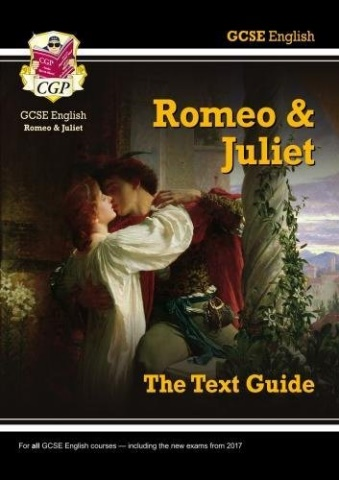 GCSE English
CGP
CGP
GCSE English
Romeo & Juliet
Romeo &
Juliet
The Text Guide
For all GCSE English courses — including the new exams from 2017